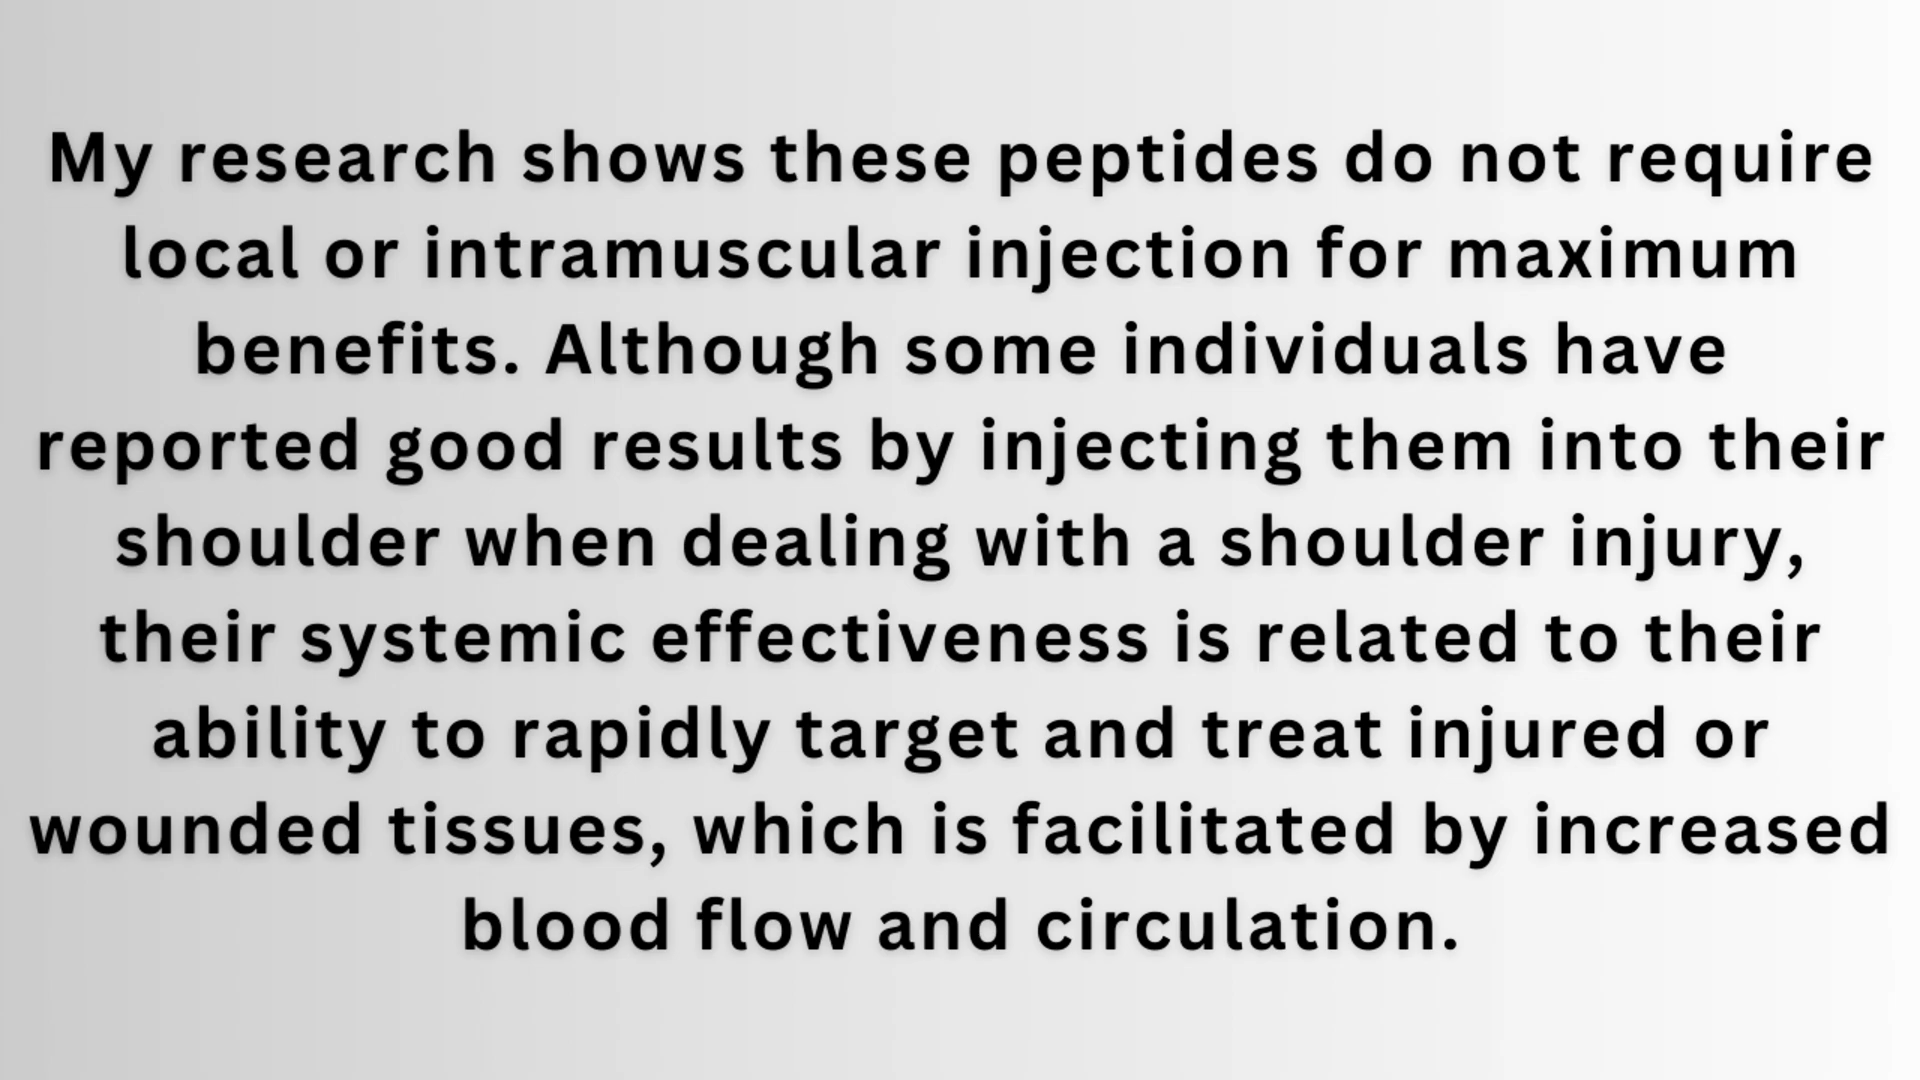 My research shows these peptides do not require
local or intramuscular injection for maximum
benefits. Although some individuals have
reported good results by injecting them into their
shoulder when dealing with a shoulder injury,
their systemic effectiveness is related to their
ability to rapidly target and treat injured or
wounded tissues, which is facilitated by increased
blood flow and circulation.